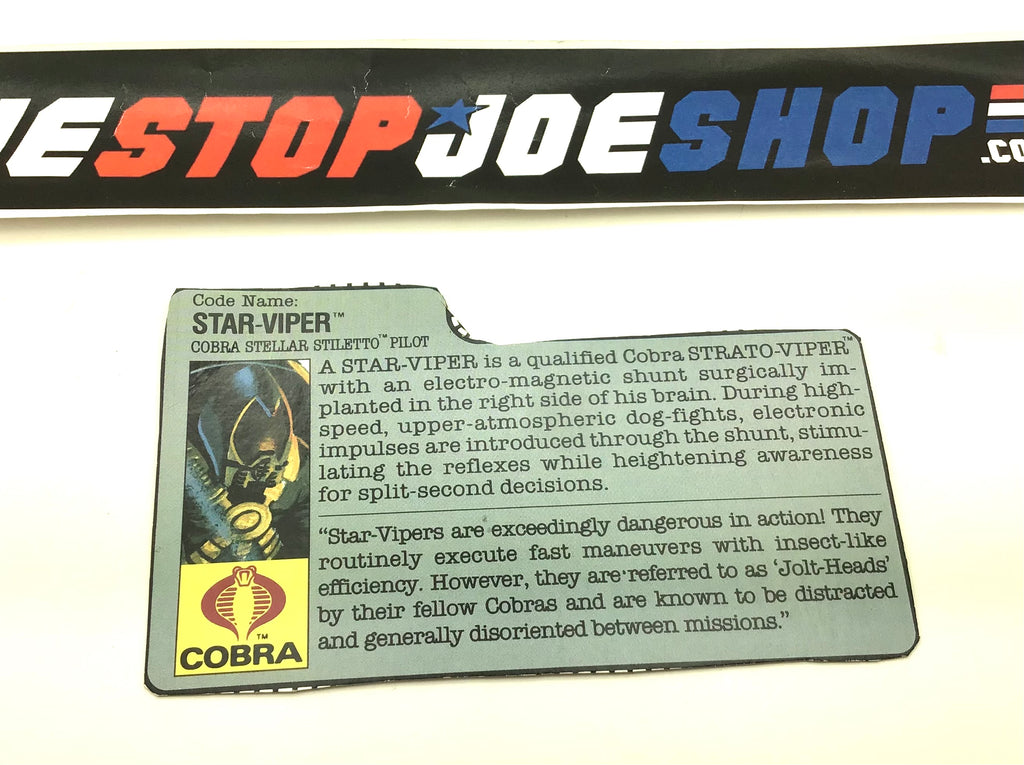 ESTOP★JOESHOP
.CO
Code Name:
STAR-VIPER™
COBRA STELLAR STILETTO™ PILOT
A STAR-VIPER is a qualified Cobra STRATO-VIPER™
with an electro-magnetic shunt surgically im-
planted in the right side of his brain. During high-
speed, upper-atmospheric dog-fights, electronic
impulses are introduced through the shunt, stimu-
lating the reflexes while heightening awareness
for split-second decisions.
“Star-Vipers are exceedingly dangerous in action! They
routinely execute fast maneuvers with insect-like
efficiency. However, they are referred to as ‘Jolt-Heads’
by their fellow Cobras and are known to be distracted
and generally disoriented between missions.”
TM
COBRA